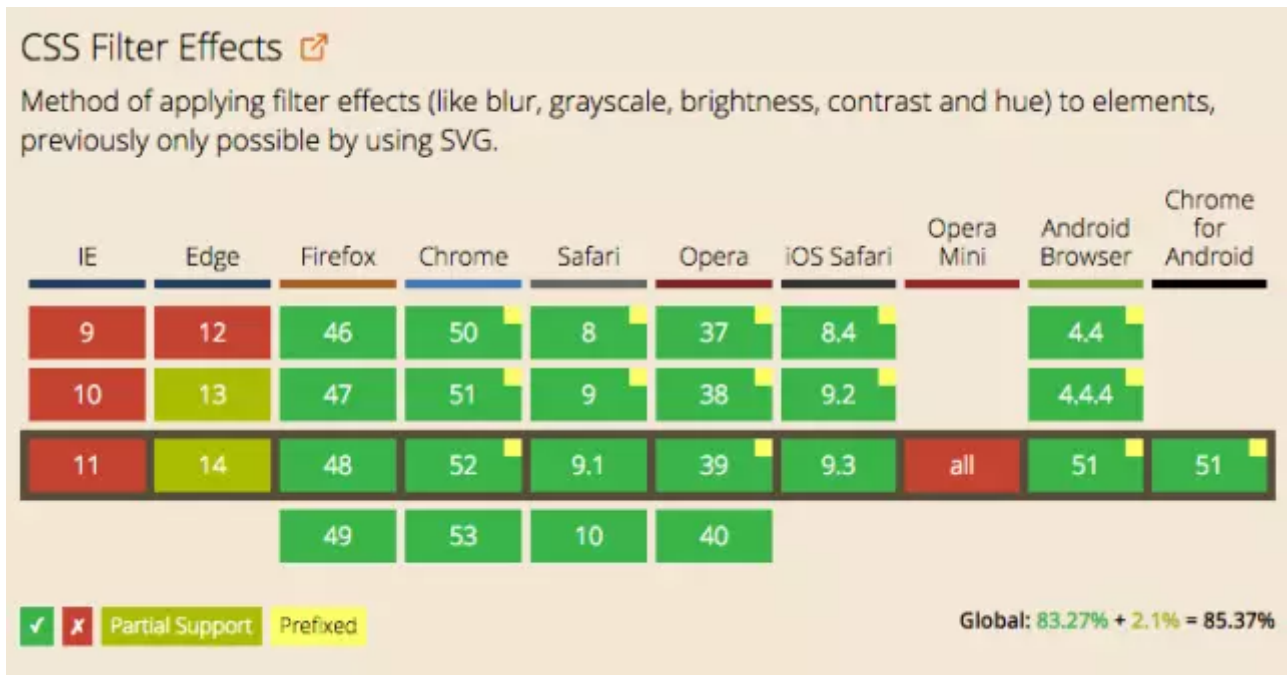 CSS Filter Effects
Method of applying filter effects (like blur, grayscale, brightness, contrast and hue) to elements,
previously only possible by using SVG.
IE Edge Firefox Chrome Safari Opera iOS Safari Opera Mini Android Browser Chrome for Android
9 12 46 50 8 37 8.4 4.4
10 13 47 51 9 38 9.2 4.4.4
11 14 48 52 9.1 39 9.3 all 51 51
49 53 10 40
✓ ✗ Partial Support Prefixed Global: 83.27% + 2.1% = 85.37%